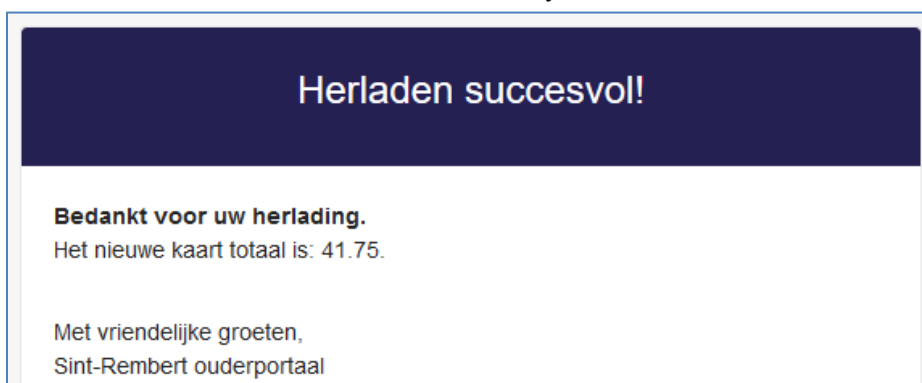 Herladen succesvol!
Bedankt voor uw herlading.
Het nieuwe kaart totaal is: 41.75.
Met vriendelijke groeten,
Sint-Rembert ouderportaal